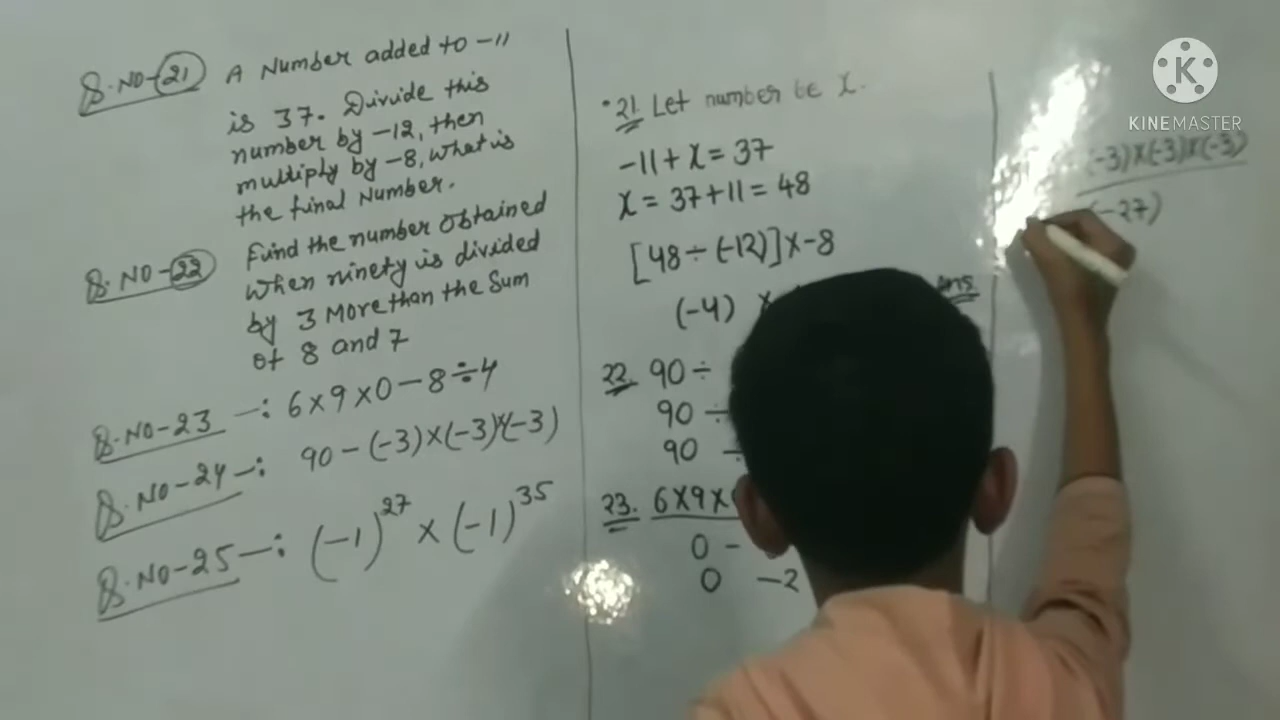 Q.NO-21 A Number added to -11
is 37. Divide this
number by -12, then
multiply by -8, what is
the final Number.
Q.NO-22 Find the number obtained
when ninety is divided
by 3 More than the Sum
of 8 and 7
Q.NO-23 -: 6×9×0-8÷4
Q.NO-24 -: 90-(-3)×(-3)×(-3)
Q.NO-25 -: (-1)^27 × (-1)^35
21. Let number be x.
-11+x=37
x=37+11=48
[48÷(-12)]×-8
(-4) ×
Ans
22. 90÷
90÷
90÷
23. 6×9×
0 -
0 -2
(-3)×(-3)×(-3)
(-27)
K
KINEMASTER